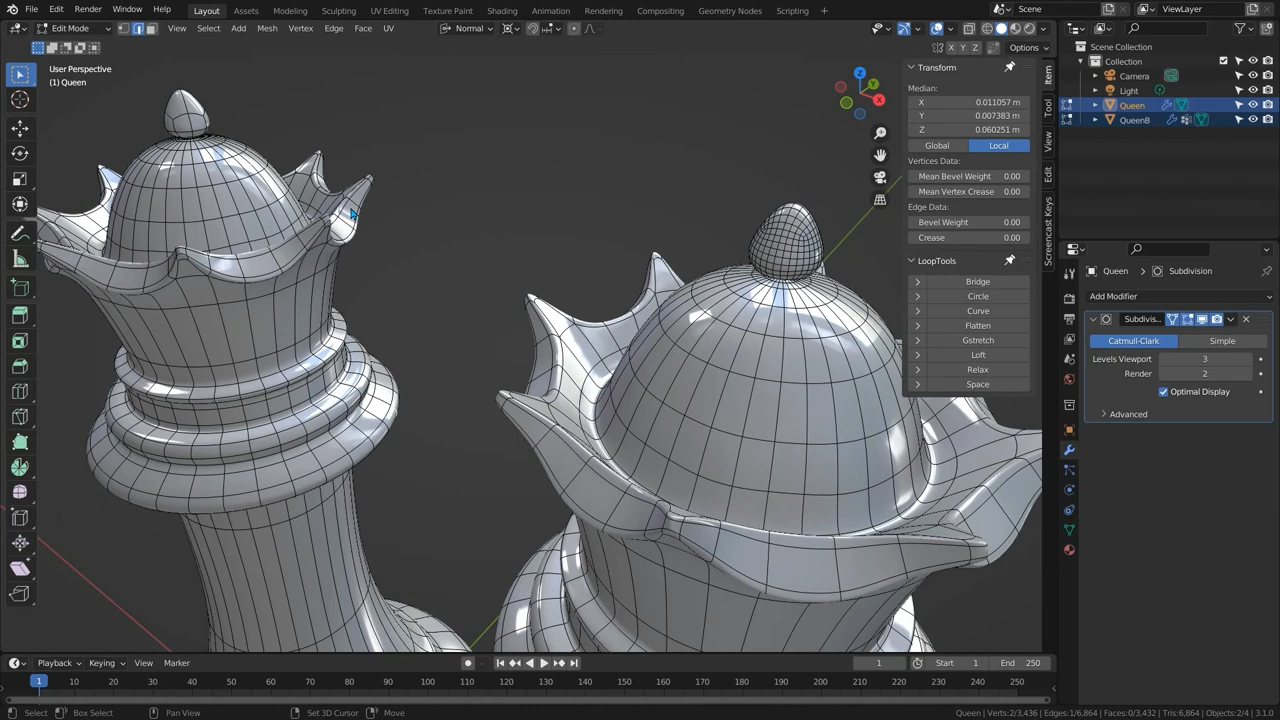 File Edit Render Window Help Layout Assets Modeling Sculpting UV Editing Texture Paint Shading Animation Rendering Compositing Geometry Nodes Scripting Scene ViewLayer
Edit Mode View Select Add Mesh Vertex Edge Face UV Normal
X Y Z Options
User Perspective
(1) Queen
Transform
Median:
X 0.011057 m
Y 0.007383 m
Z 0.060251 m
Global Local
Vertices Data:
Mean Bevel Weight 0.00
Mean Vertex Crease 0.00
Edge Data:
Bevel Weight 0.00
Crease 0.00
LoopTools
Bridge
Circle
Curve
Flatten
Gstretch
Loft
Relax
Space
Item
Tool
View
Edit
Screencast Keys
Z
Y
X
Scene Collection
Collection
Camera
Light
Queen
QueenB
Queen Subdivision
Add Modifier
Subdivis...
Catmull-Clark Simple
Levels Viewport 3
Render 2
Optimal Display
Advanced
Playback Keying View Marker 1 Start 1 End 250
1 10 20 30 40 50 60 70 80 90 100 110 120 130 140 150 160 170 180 190 200 210 220 230 240 250
Select Box Select Pan View Set 3D Cursor Move Queen | Verts:2/3,436 | Edges:1/6,864 | Faces:0/3,432 | Tris:6,864 | Objects:2/4 | 3.1.0